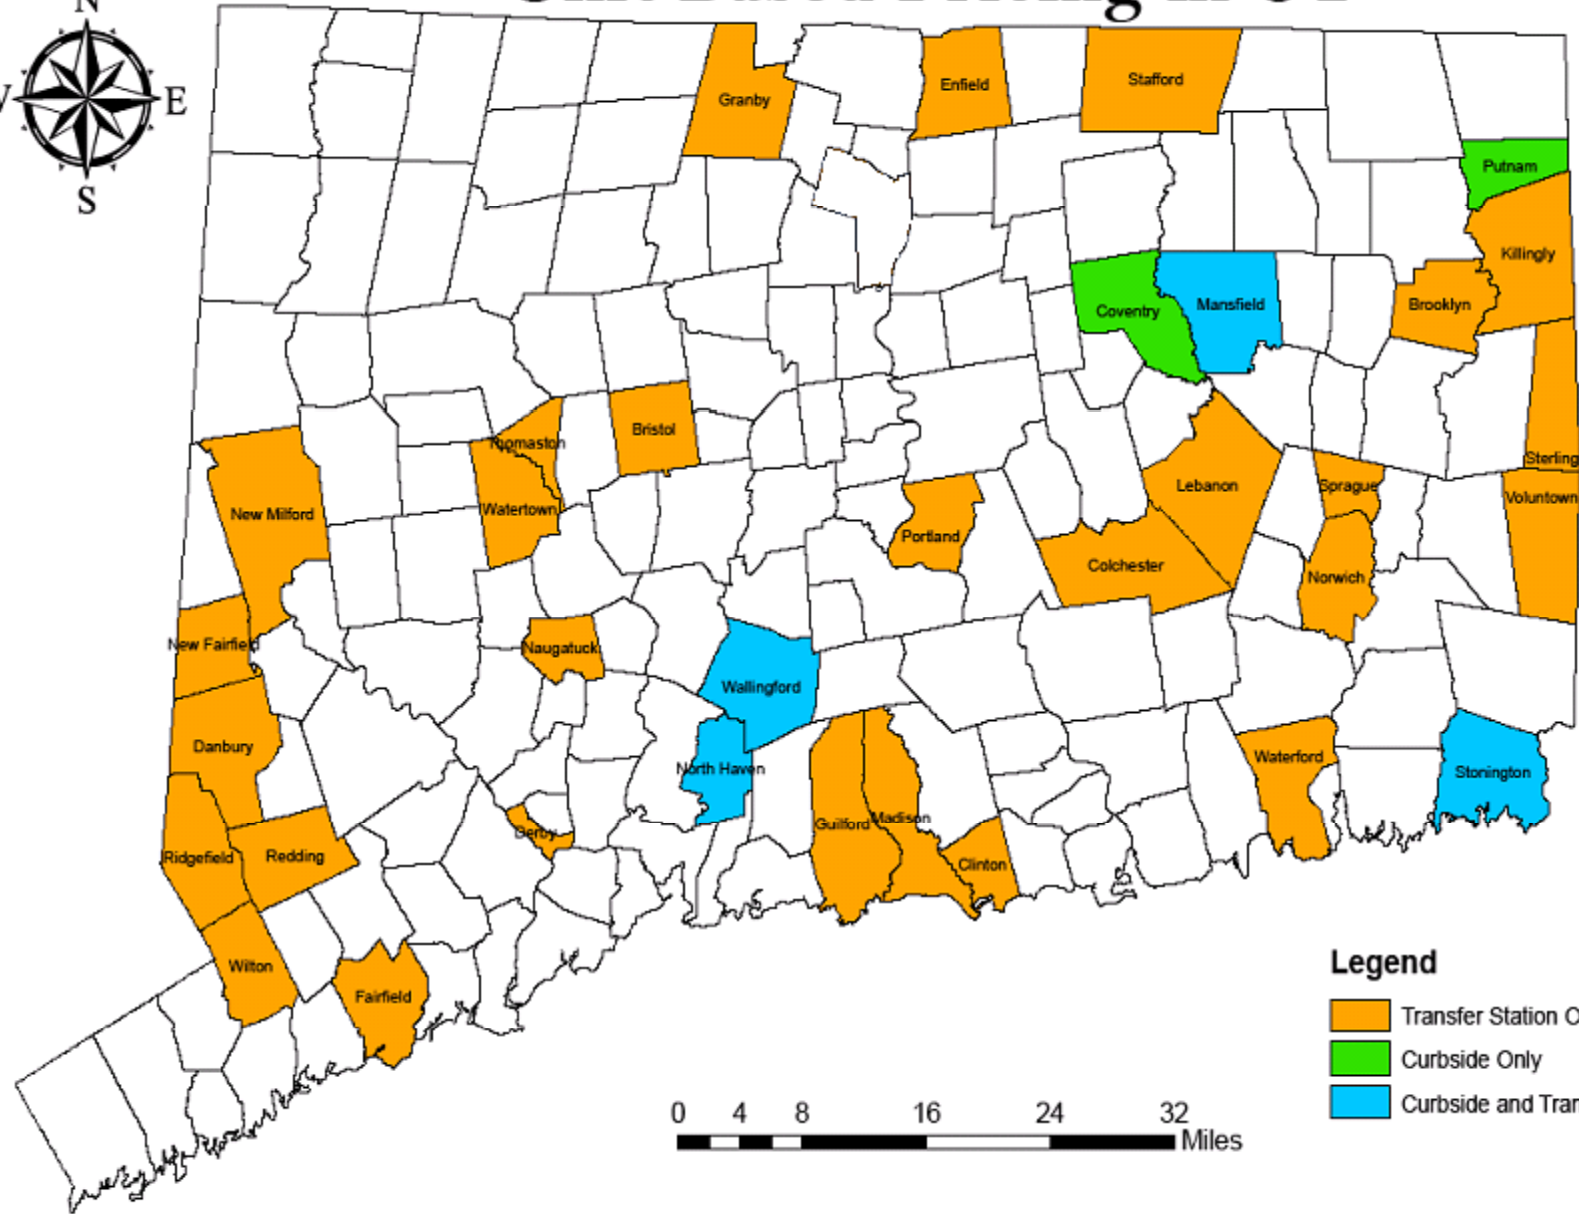 N
E
S
Granby
Enfield
Stafford
Putnam
Killingly
Brooklyn
Mansfield
Coventry
Thomaston
Bristol
Sterling
Lebanon
Sprague
Voluntown
New Milford
Watertown
Portland
Colchester
Norwich
New Fairfield
Naugatuck
Wallingford
Danbury
North Haven
Waterford
Stonington
Guilford
Madison
Derby
Ridgefield
Redding
Clinton
Wilton
Fairfield
Legend
Transfer Station O
Curbside Only
Curbside and Tran
0 4 8 16 24 32
Miles